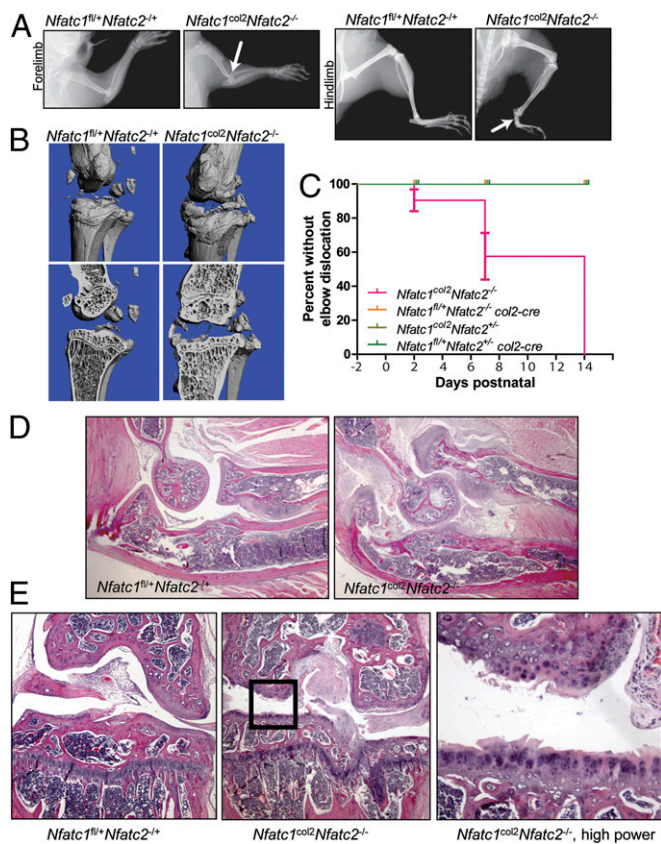 A
Nfatc1fl/+Nfatc2-/+
Nfatc1col2Nfatc2-/-
Nfatc1fl/+Nfatc2-/+
Nfatc1col2Nfatc2-/-
Forelimb
Hindlimb
B
Nfatc1fl/+Nfatc2-/+
Nfatc1col2Nfatc2-/-
C
Percent without
elbow dislocation
100
80
60
40
20
0
Nfatc1col2Nfatc2-/-
Nfatc1fl/+Nfatc2-/- col2-cre
Nfatc1col2Nfatc2+/-
Nfatc1fl/+Nfatc2+/- col2-cre
-2 0 2 4 6 8 10 12 14 16
Days postnatal
D
Nfatc1fl/+Nfatc2-/+
Nfatc1col2Nfatc2-/-
E
Nfatc1fl/+Nfatc2-/+
Nfatc1col2Nfatc2-/-
Nfatc1col2Nfatc2-/-, high power